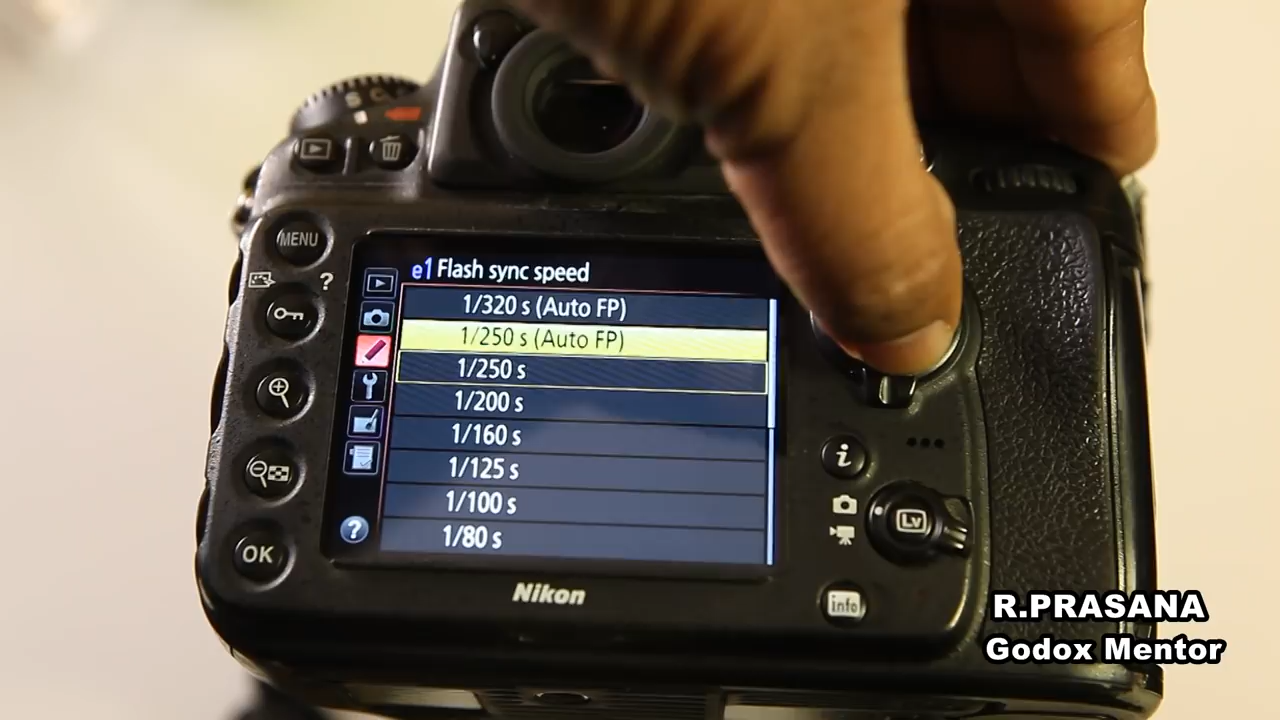 S C
MENU
?
e1 Flash sync speed
1/320 s (Auto FP)
1/250 s (Auto FP)
1/250 s
1/200 s
1/160 s
1/125 s
1/100 s
1/80 s
?
OK
i
Lv
info
Nikon
R.PRASANA
Godox Mentor